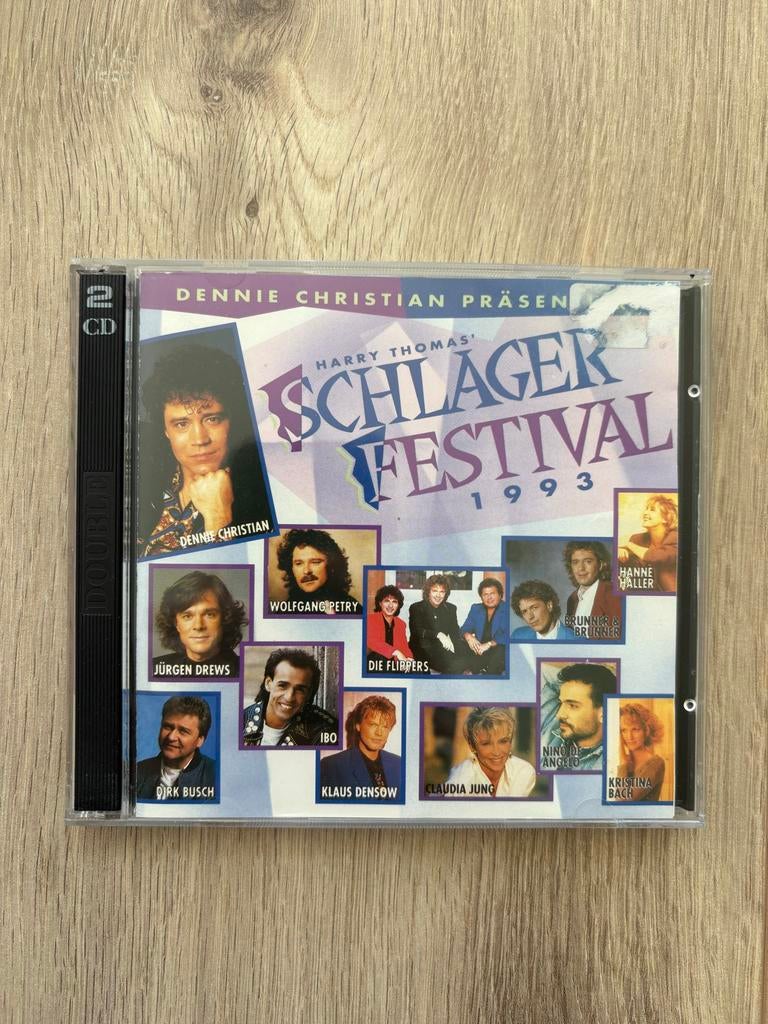 2
CD
DOUBLE
DENNIE CHRISTIAN PRÄSEN
HARRY THOMAS'
SCHLAGER
FESTIVAL
1993
DENNIE CHRISTIAN
WOLFGANG PETRY
HANNE
HALLER
BRUNNER &
BRUNNER
JÜRGEN DREWS
DIE FLIPPERS
IBO
NINO DE
ANGELO
DIRK BUSCH
KLAUS DENSOW
CLAUDIA JUNG
KRISTINA
BACH